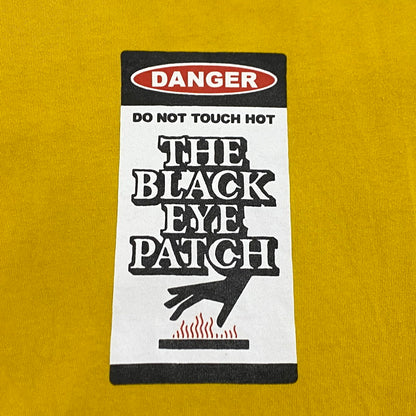 DANGER
DO NOT TOUCH HOT
THE
BLACK
EYE
PATCH